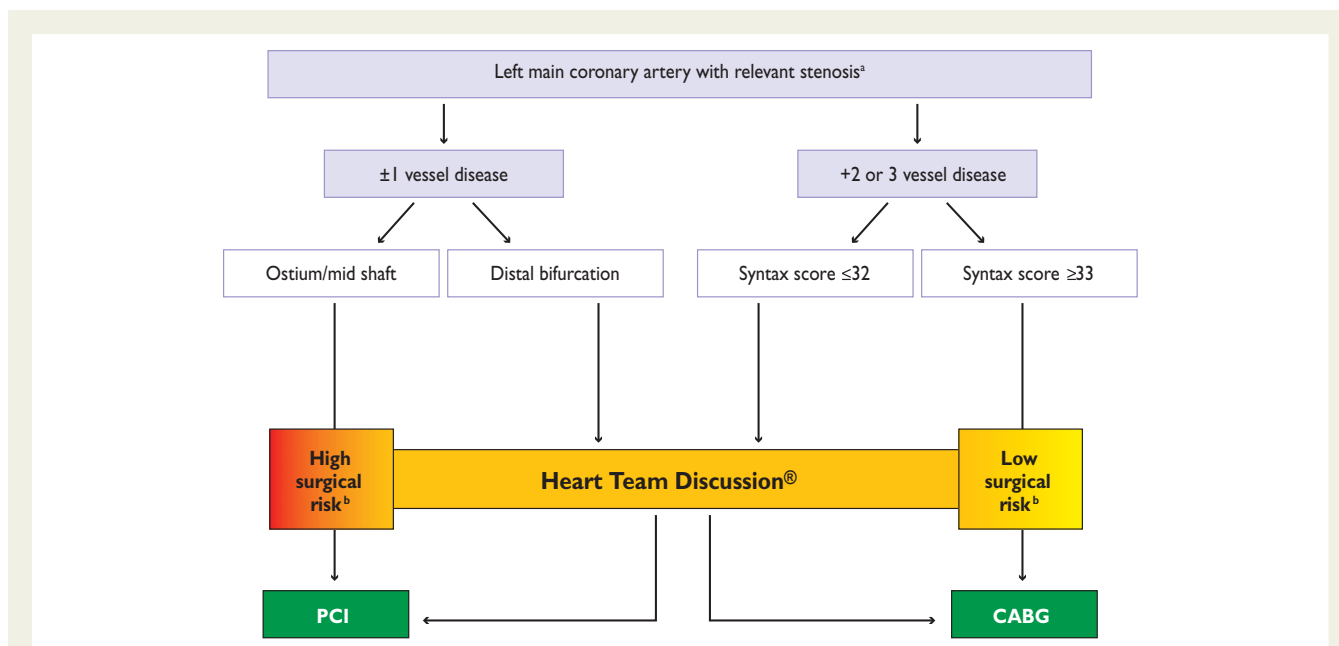 Left main coronary artery with relevant stenosisᵃ
±1 vessel disease
+2 or 3 vessel disease
Ostium/mid shaft
Distal bifurcation
Syntax score ≤32
Syntax score ≥33
High
surgical
riskᵇ
Heart Team Discussion®
Low
surgical
riskᵇ
PCI
CABG